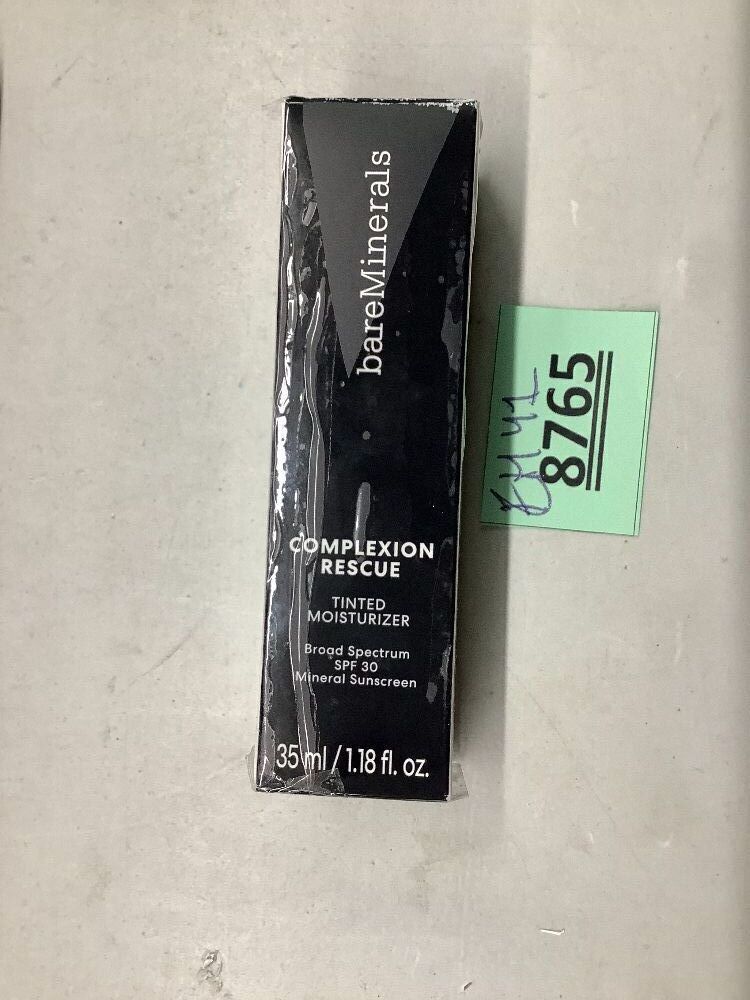 bareMinerals
COMPLEXION
RESCUE
TINTED
MOISTURIZER
Broad Spectrum
SPF 30
Mineral Sunscreen
35 ml / 1.18 fl. oz.
8765